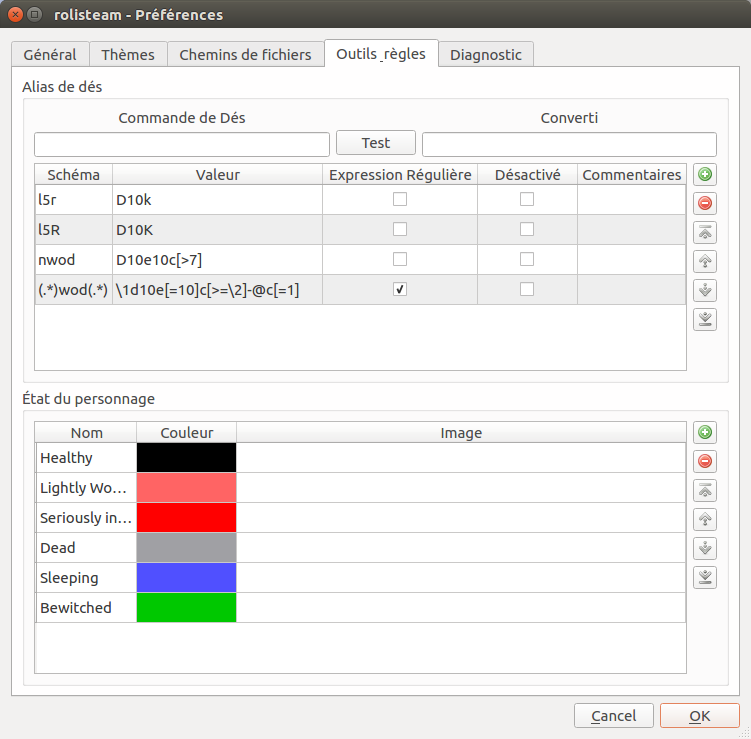 rolisteam - Préférences
Général Thèmes Chemins de fichiers Outils_règles Diagnostic
Alias de dés
Commande de Dés Converti
Test
Schéma Valeur Expression Régulière Désactivé Commentaires
l5r D10k
l5R D10K
nwod D10e10c[>7]
(.*)wod(.*) \1d10e[=10]c[>=\2]-@c[=1]
État du personnage
Nom Couleur Image
Healthy
Lightly Wo...
Seriously in...
Dead
Sleeping
Bewitched
Cancel OK